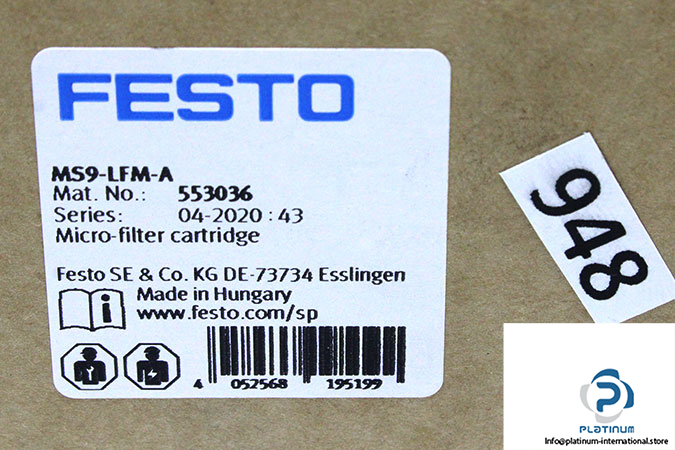 FESTO
MS9-LFM-A
Mat. No.: 553036
Series: 04-2020 : 43
Micro-filter cartridge
Festo SE & Co. KG DE-73734 Esslingen
Made in Hungary
www.festo.com/sp
4 052568 195199
948
PLATINUM
Info@platinum-international.store